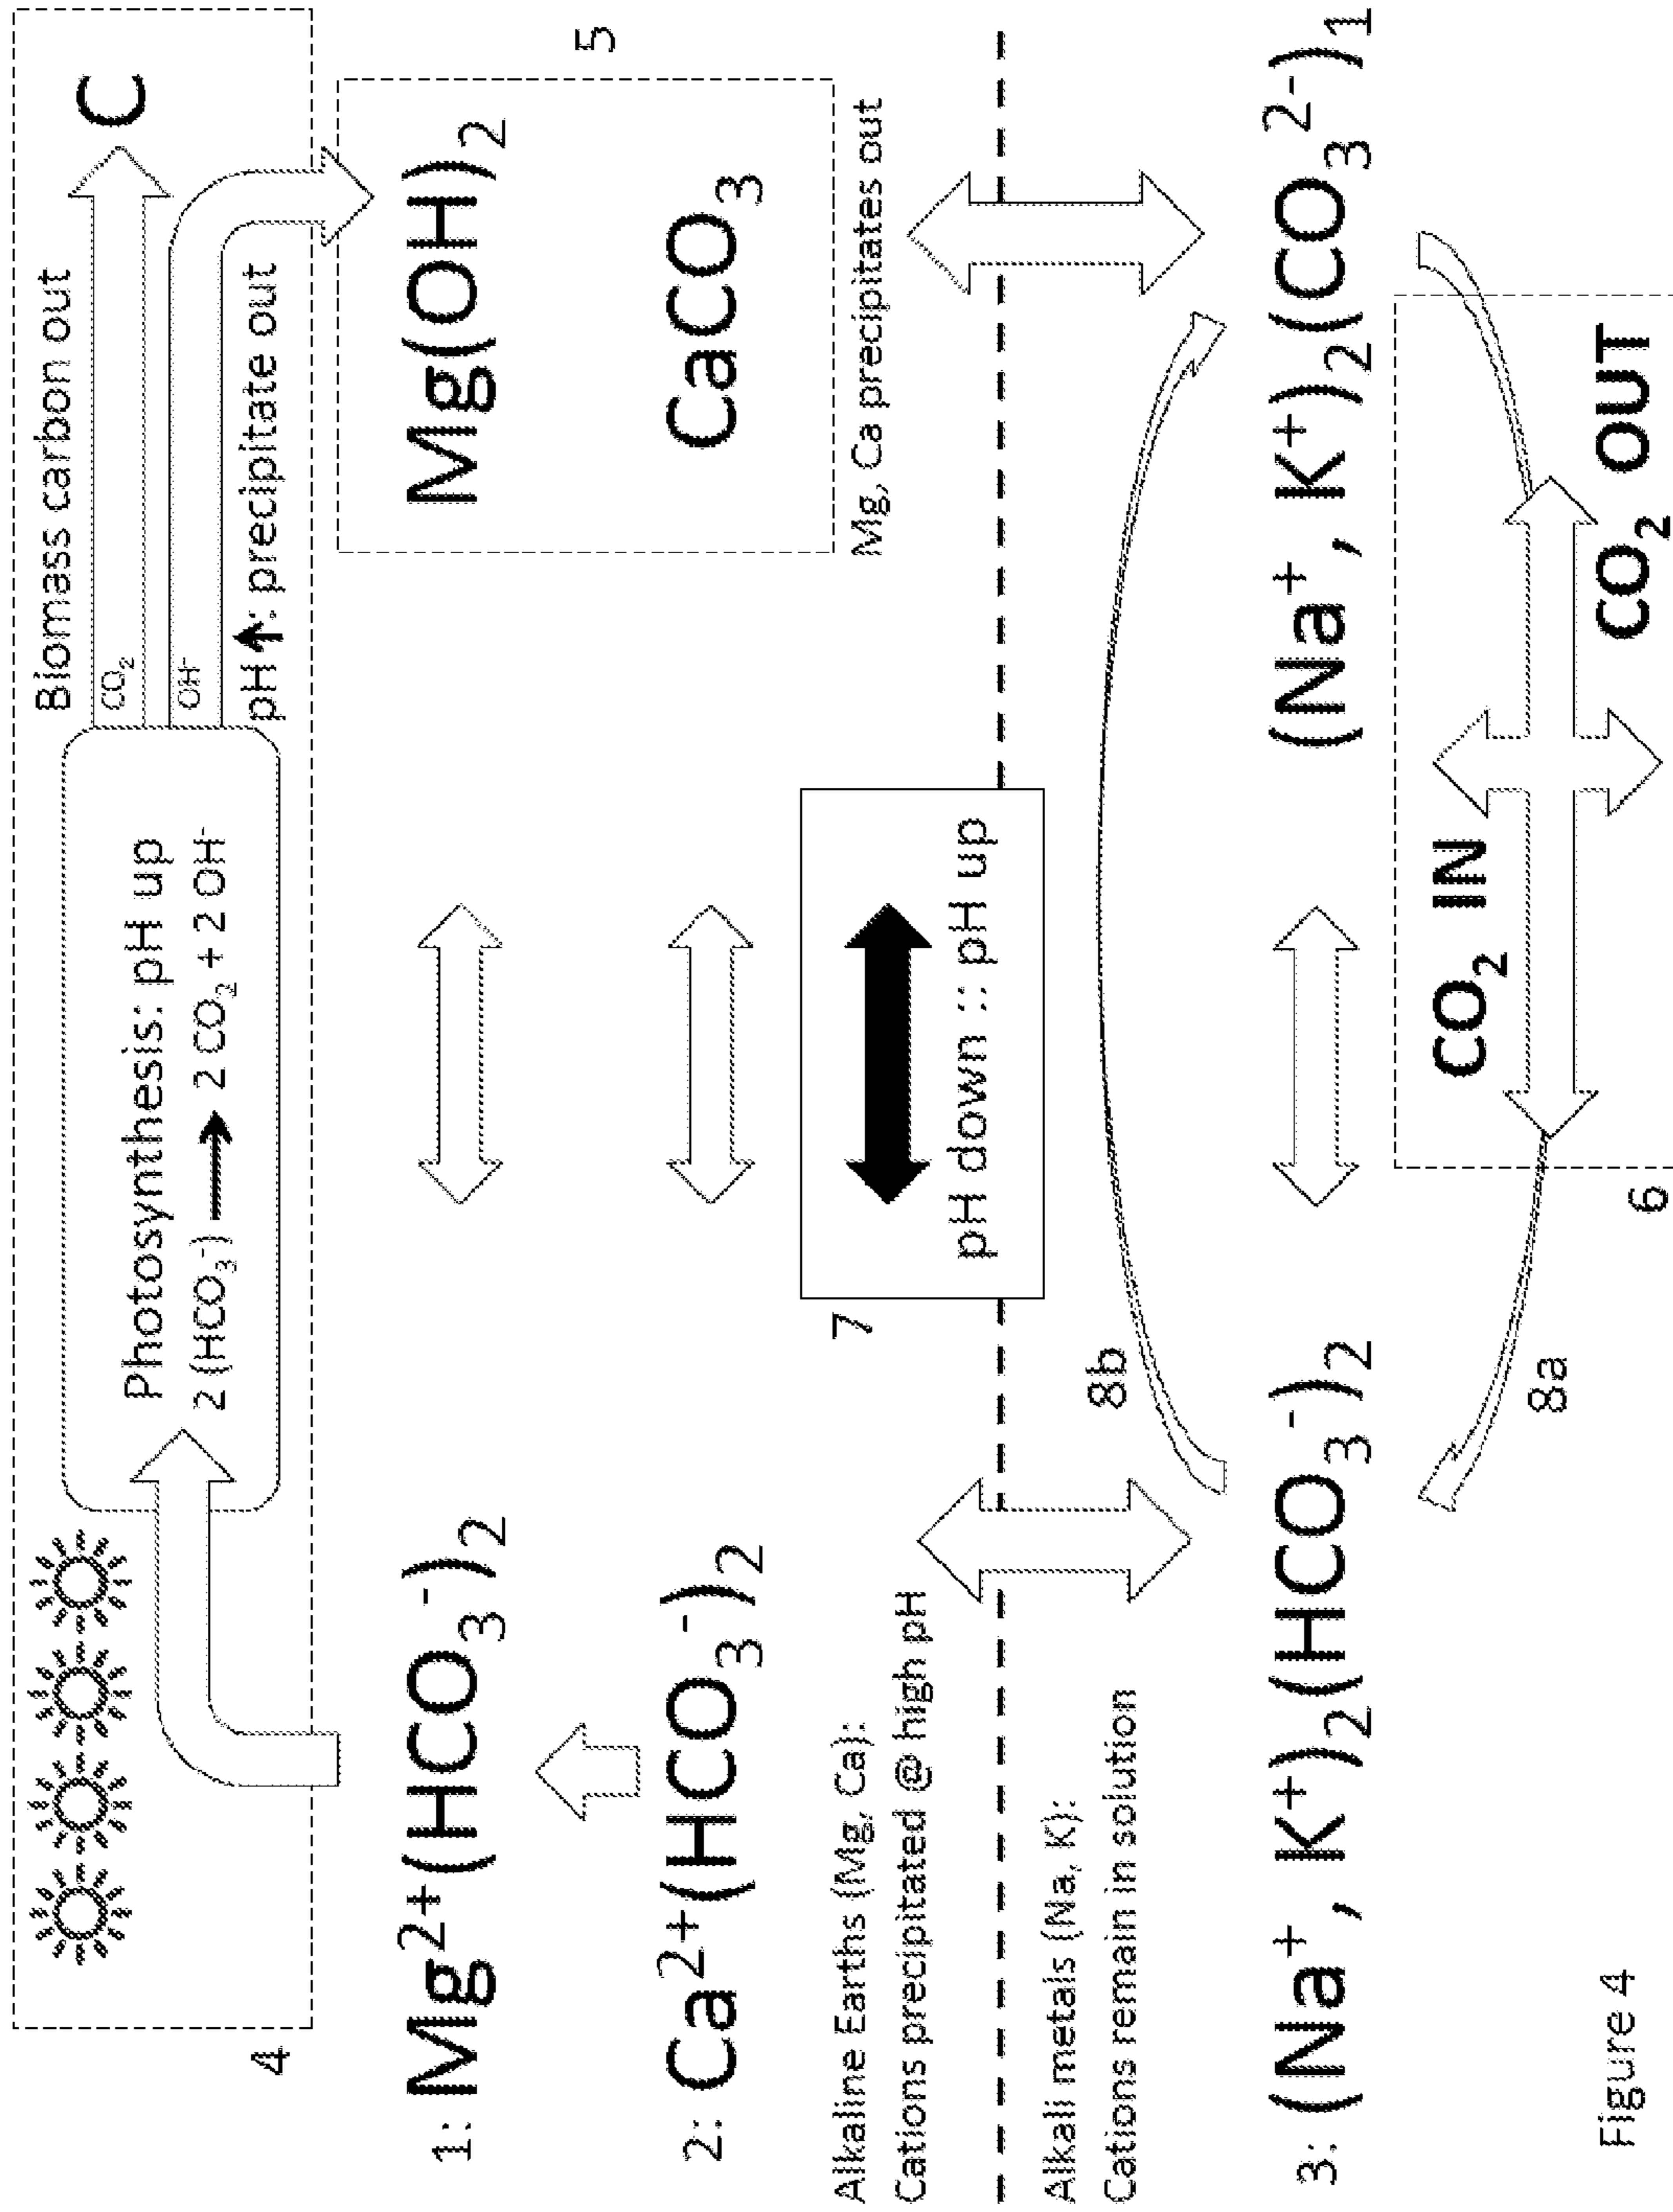 4
Photosynthesis: pH up
2 (HCO₃⁻) → 2 CO₂ + 2 OH⁻
Biomass carbon out
CO₂
C
OH⁻
pH↑: precipitate out
1: Mg²⁺(HCO₃⁻)₂
Mg(OH)₂
5
2: Ca²⁺(HCO₃⁻)₂
CaCO₃
Alkaline Earths (Mg, Ca):
Cations precipitated @ high pH
7
pH down :: pH up
Mg, Ca precipitates out
Alkali metals (Na, K):
Cations remain in solution
8b
3: (Na⁺, K⁺)₂(HCO₃⁻)₂
(Na⁺, K⁺)₂(CO₃²⁻)₁
CO₂ IN
8a
6
CO₂ OUT
Figure 4